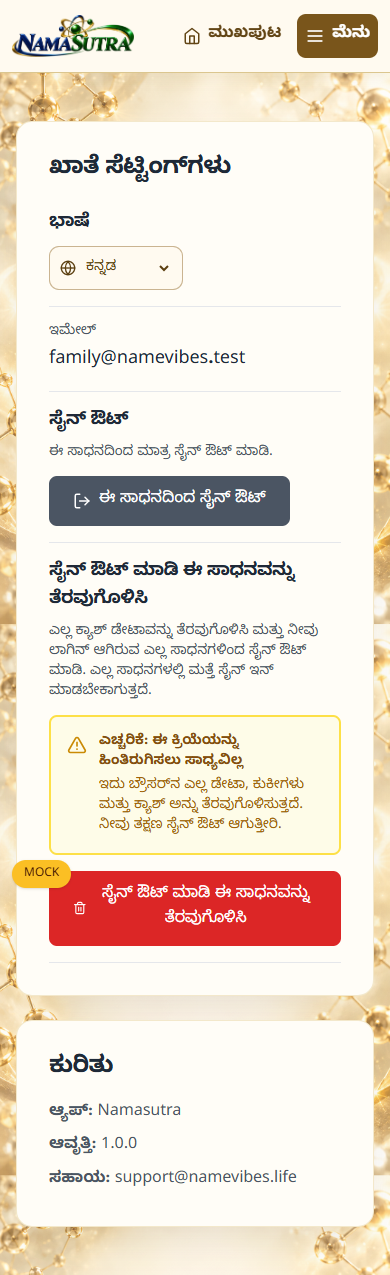 NAMASUTRA
ಮುಖಪುಟ
ಮೆನು
ಖಾತೆ ಸೆಟ್ಟಿಂಗ್‌ಗಳು
ಭಾಷೆ
ಕನ್ನಡ
ಇಮೇಲ್
family@namevibes.test
ಸೈನ್ ಔಟ್
ಈ ಸಾಧನದಿಂದ ಮಾತ್ರ ಸೈನ್ ಔಟ್ ಮಾಡಿ.
ಈ ಸಾಧನದಿಂದ ಸೈನ್ ಔಟ್
ಸೈನ್ ಔಟ್ ಮಾಡಿ ಈ ಸಾಧನವನ್ನು
ತೆರವುಗೊಳಿಸಿ
ಎಲ್ಲ ಕ್ಯಾಶ್ ಡೇಟಾವನ್ನು ತೆರವುಗೊಳಿಸಿ ಮತ್ತು ನೀವು
ಲಾಗಿನ್ ಆಗಿರುವ ಎಲ್ಲ ಸಾಧನಗಳಿಂದ ಸೈನ್ ಔಟ್
ಮಾಡಿ. ಎಲ್ಲ ಸಾಧನಗಳಲ್ಲಿ ಮತ್ತೆ ಸೈನ್ ಇನ್
ಮಾಡಬೇಕಾಗುತ್ತದೆ.
ಎಚ್ಚರಿಕೆ: ಈ ಕ್ರಿಯೆಯನ್ನು
ಹಿಂತಿರುಗಿಸಲು ಸಾಧ್ಯವಿಲ್ಲ
ಇದು ಬ್ರೌಸರ್‌ನ ಎಲ್ಲ ಡೇಟಾ, ಕುಕೀಗಳು
ಮತ್ತು ಕ್ಯಾಶ್ ಅನ್ನು ತೆರವುಗೊಳಿಸುತ್ತದೆ.
ನೀವು ತಕ್ಷಣ ಸೈನ್ ಔಟ್ ಆಗುತ್ತೀರಿ.
MOCK
ಸೈನ್ ಔಟ್ ಮಾಡಿ ಈ ಸಾಧನವನ್ನು
ತೆರವುಗೊಳಿಸಿ
ಕುರಿತು
ಆ್ಯಪ್: Namasutra
ಆವೃತ್ತಿ: 1.0.0
ಸಹಾಯ: support@namevibes.life